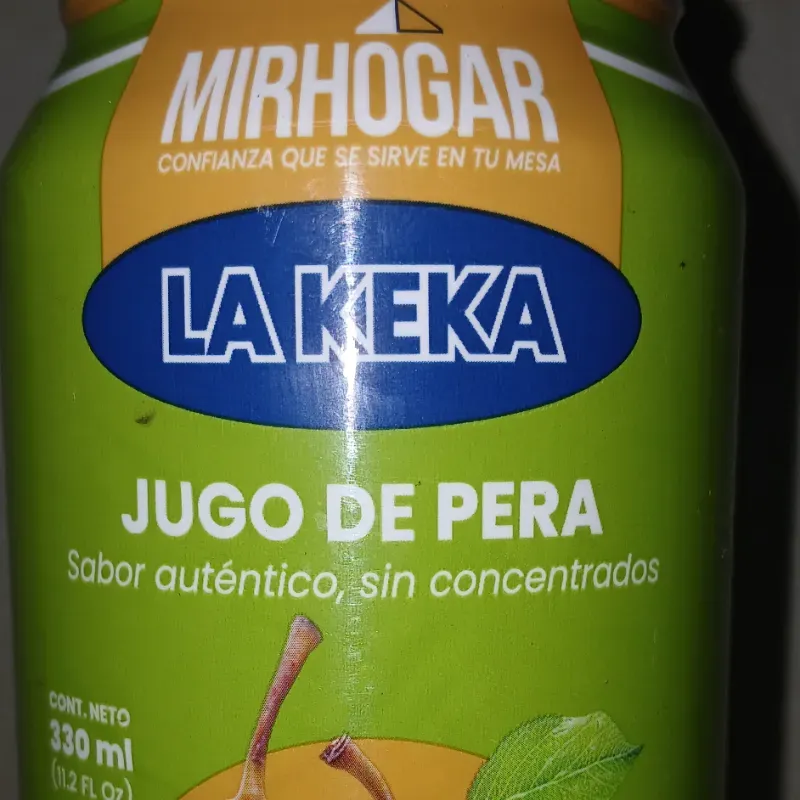 MIRHOGAR
CONFIANZA QUE SE SIRVE EN TU MESA
LA KEKA
JUGO DE PERA
Sabor auténtico, sin concentrados
CONT. NETO
330 ml
(11.2 FL Oz)